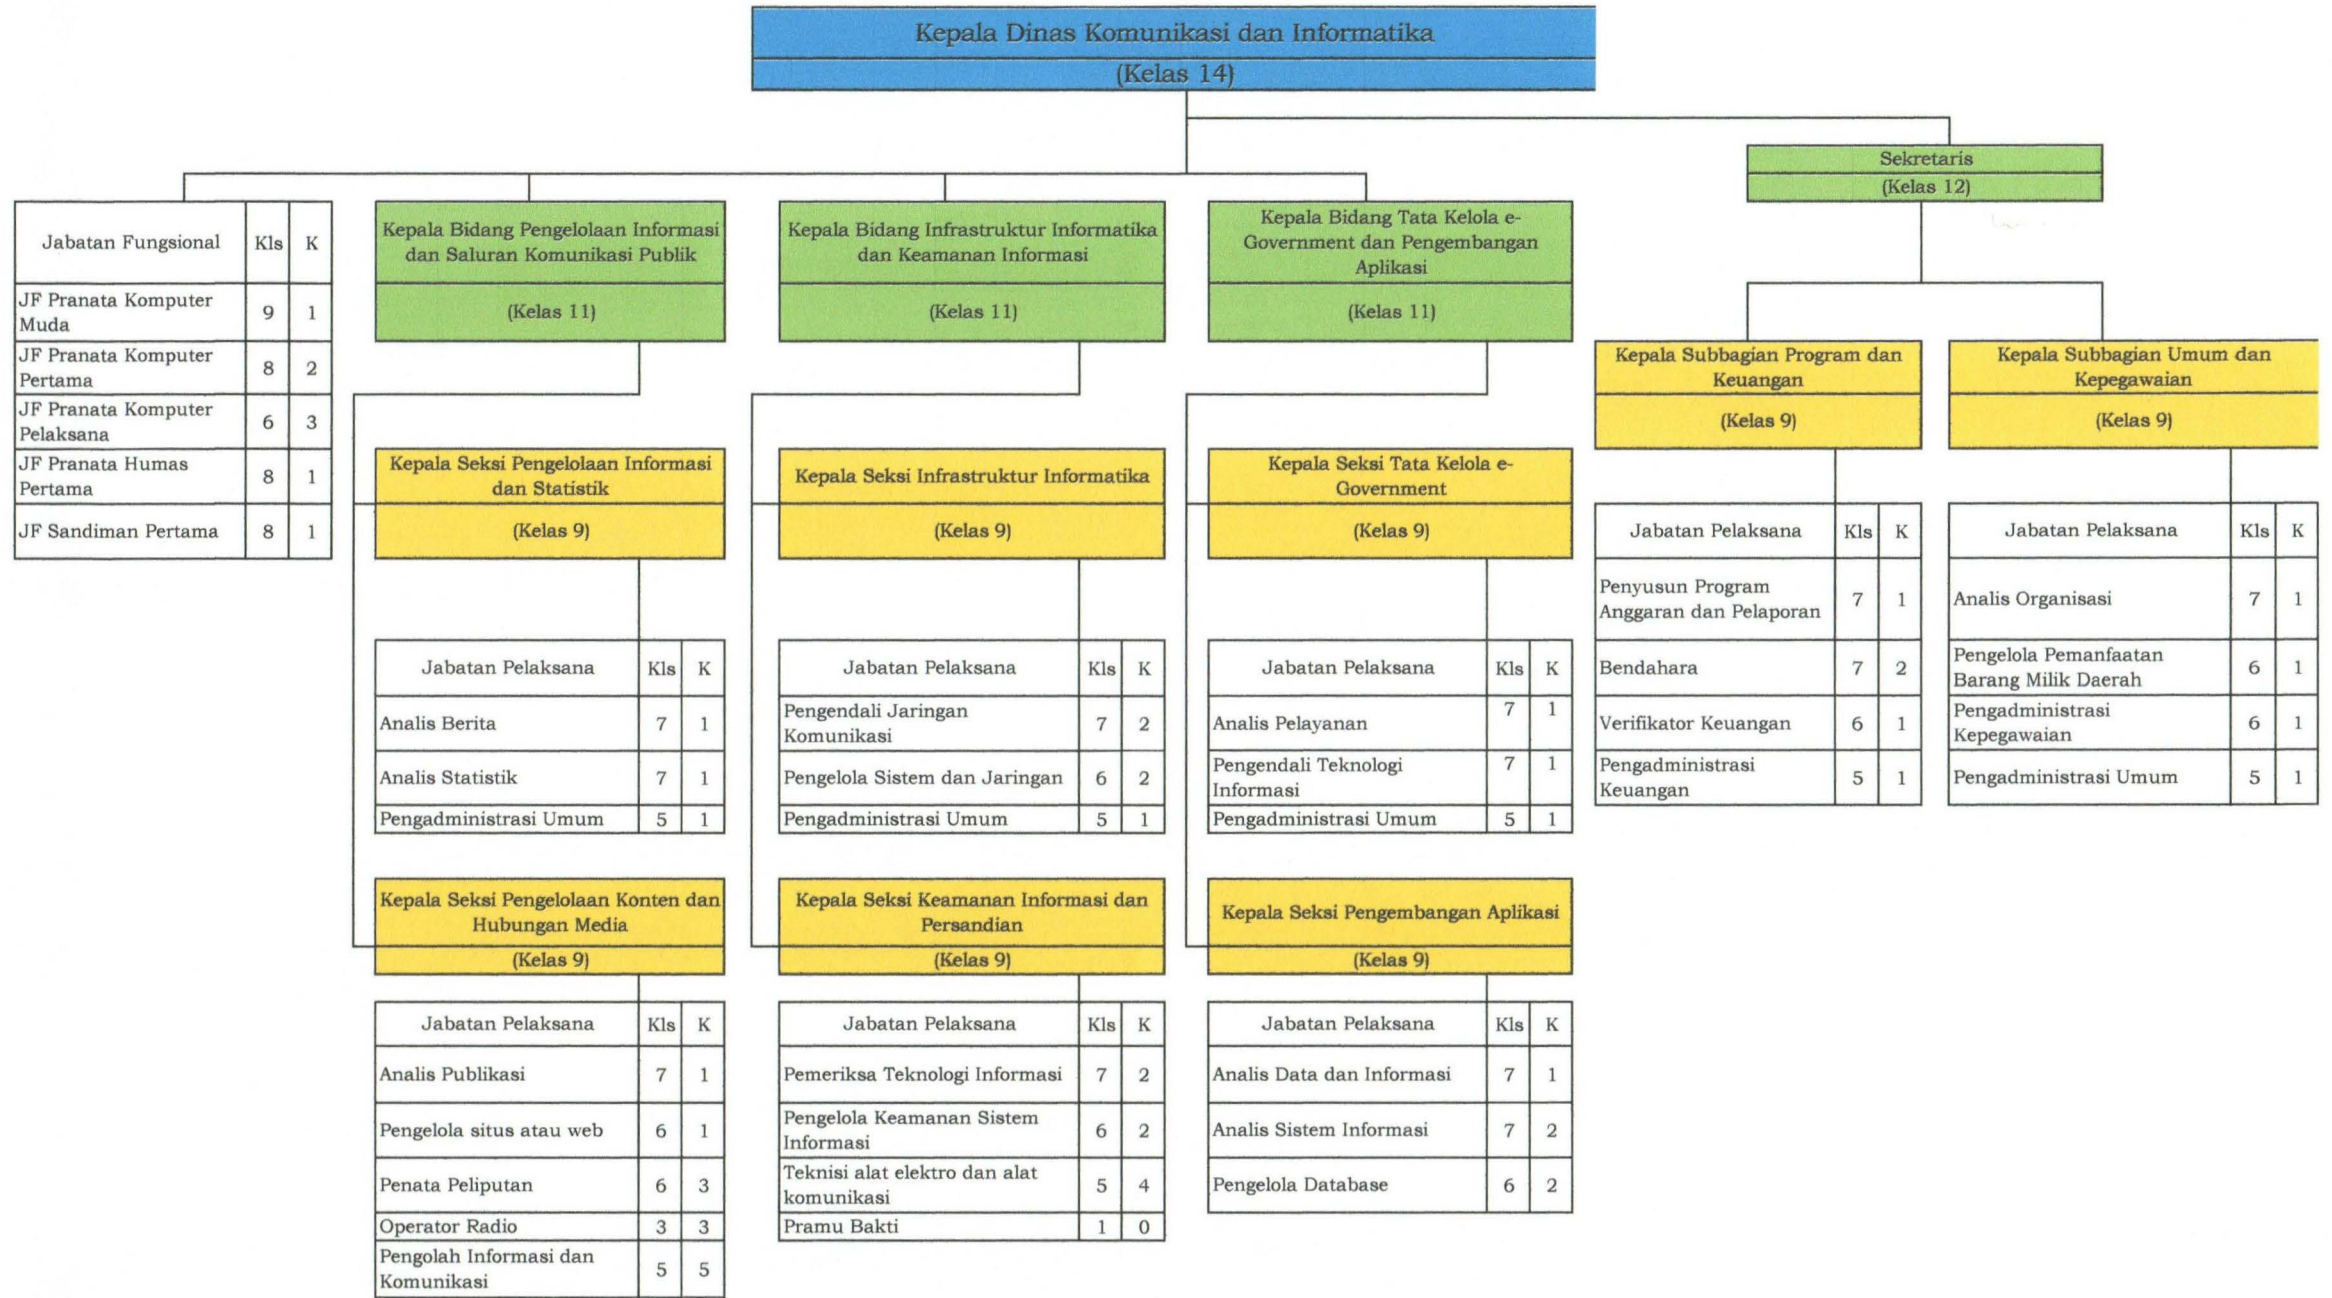 Kepala Dinas Komunikasi dan Informatika
(Kelas 14)
Sekretaris
(Kelas 12)
Jabatan Fungsional Kls K
JF Pranata Komputer
Muda 9 1
JF Pranata Komputer
Pertama 8 2
JF Pranata Komputer
Pelaksana 6 3
JF Pranata Humas
Pertama 8 1
JF Sandiman Pertama 8 1
Kepala Bidang Pengelolaan Informasi
dan Saluran Komunikasi Publik
(Kelas 11)
Kepala Seksi Pengelolaan Informasi
dan Statistik
(Kelas 9)
Jabatan Pelaksana Kls K
Analis Berita 7 1
Analis Statistik 7 1
Pengadministrasi Umum 5 1
Kepala Seksi Pengelolaan Konten dan
Hubungan Media
(Kelas 9)
Jabatan Pelaksana Kls K
Analis Publikasi 7 1
Pengelola situs atau web 6 1
Penata Peliputan 6 3
Operator Radio 3 3
Pengolah Informasi dan
Komunikasi 5 5
Kepala Bidang Infrastruktur Informatika
dan Keamanan Informasi
(Kelas 11)
Kepala Seksi Infrastruktur Informatika
(Kelas 9)
Jabatan Pelaksana Kls K
Pengendali Jaringan
Komunikasi 7 2
Pengelola Sistem dan Jaringan 6 2
Pengadministrasi Umum 5 1
Kepala Seksi Keamanan Informasi dan
Persandian
(Kelas 9)
Jabatan Pelaksana Kls K
Pemeriksa Teknologi Informasi 7 2
Pengelola Keamanan Sistem
Informasi 6 2
Teknisi alat elektro dan alat
komunikasi 5 4
Pramu Bakti 1 0
Kepala Bidang Tata Kelola e-
Government dan Pengembangan
Aplikasi
(Kelas 11)
Kepala Seksi Tata Kelola e-
Government
(Kelas 9)
Jabatan Pelaksana Kls K
Analis Pelayanan 7 1
Pengendali Teknologi
Informasi 7 1
Pengadministrasi Umum 5 1
Kepala Seksi Pengembangan Aplikasi
(Kelas 9)
Jabatan Pelaksana Kls K
Analis Data dan Informasi 7 1
Analis Sistem Informasi 7 2
Pengelola Database 6 2
Kepala Subbagian Program dan
Keuangan
(Kelas 9)
Jabatan Pelaksana Kls K
Penyusun Program
Anggaran dan Pelaporan 7 1
Bendahara 7 2
Verifikator Keuangan 6 1
Pengadministrasi
Keuangan 5 1
Kepala Subbagian Umum dan
Kepegawaian
(Kelas 9)
Jabatan Pelaksana Kls K
Analis Organisasi 7 1
Pengelola Pemanfaatan
Barang Milik Daerah 6 1
Pengadministrasi
Kepegawaian 6 1
Pengadministrasi Umum 5 1